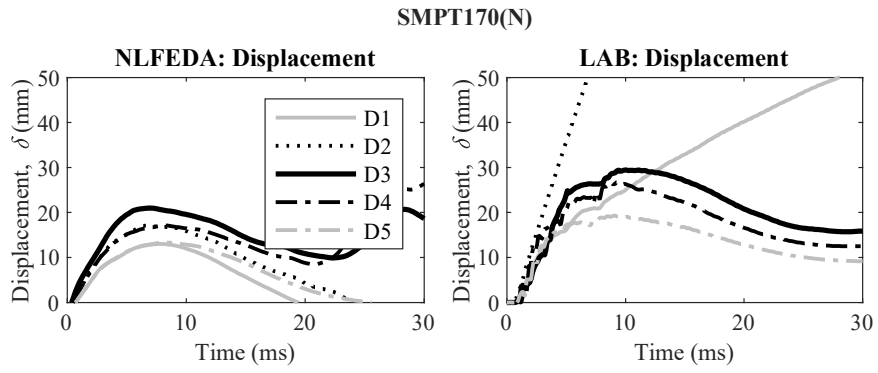 SMPT170(N)
NLFEDA: Displacement
Displacement, δ (mm)
50
40
30
20
10
0
0 10 20 30
Time (ms)
D1
D2
D3
D4
D5
LAB: Displacement
Displacement, δ (mm)
50
40
30
20
10
0
0 10 20 30
Time (ms)